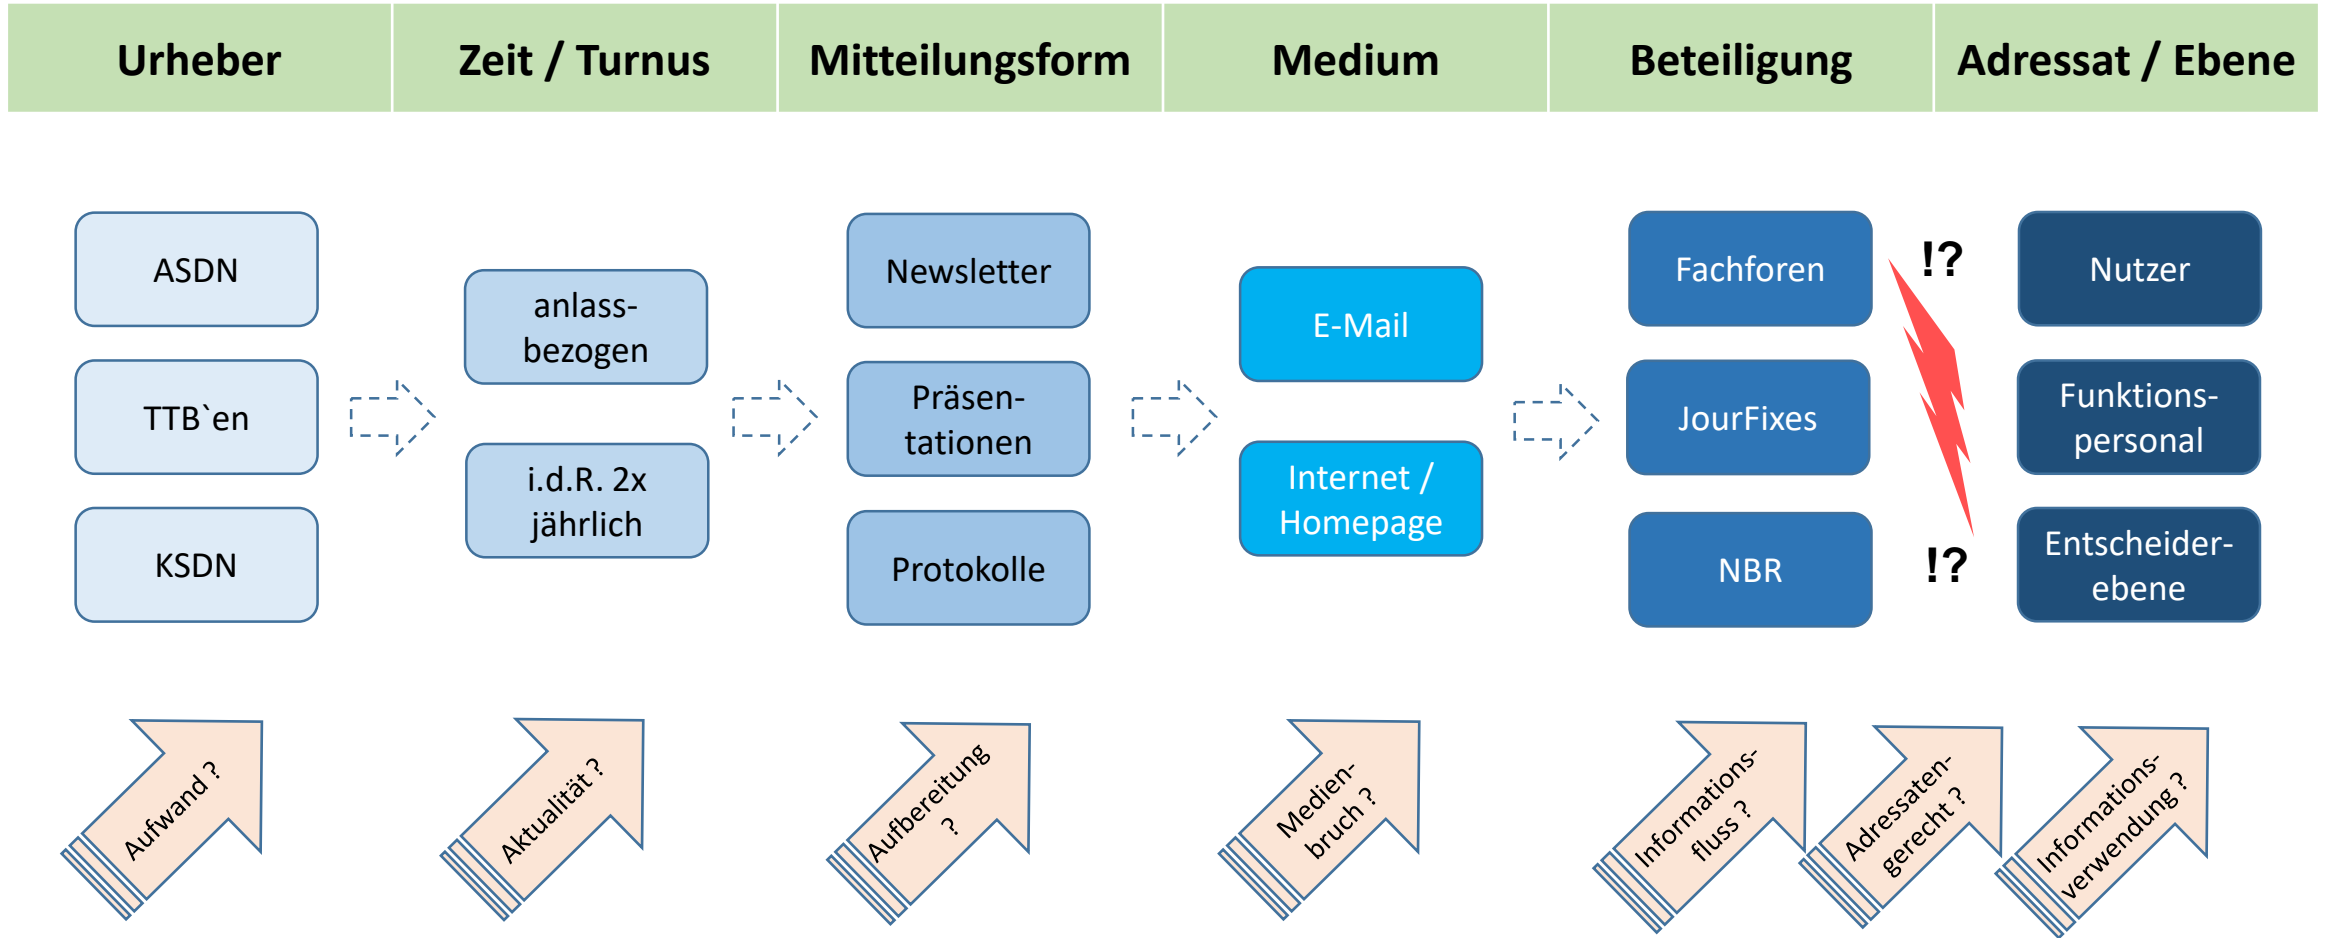 Urheber
Zeit / Turnus
Mitteilungsform
Medium
Beteiligung
Adressat / Ebene
ASDN
TTB`en
KSDN
anlass-
bezogen
i.d.R. 2x
jährlich
Newsletter
Präsen-
tationen
Protokolle
E-Mail
Internet /
Homepage
Fachforen
JourFixes
NBR
!?
!?
Nutzer
Funktions-
personal
Entscheider-
ebene
Aufwand ?
Aktualität ?
Aufbereitung
?
Medien-
bruch ?
Informations-
fluss ?
Adressaten-
gerecht ?
Informations-
verwendung ?